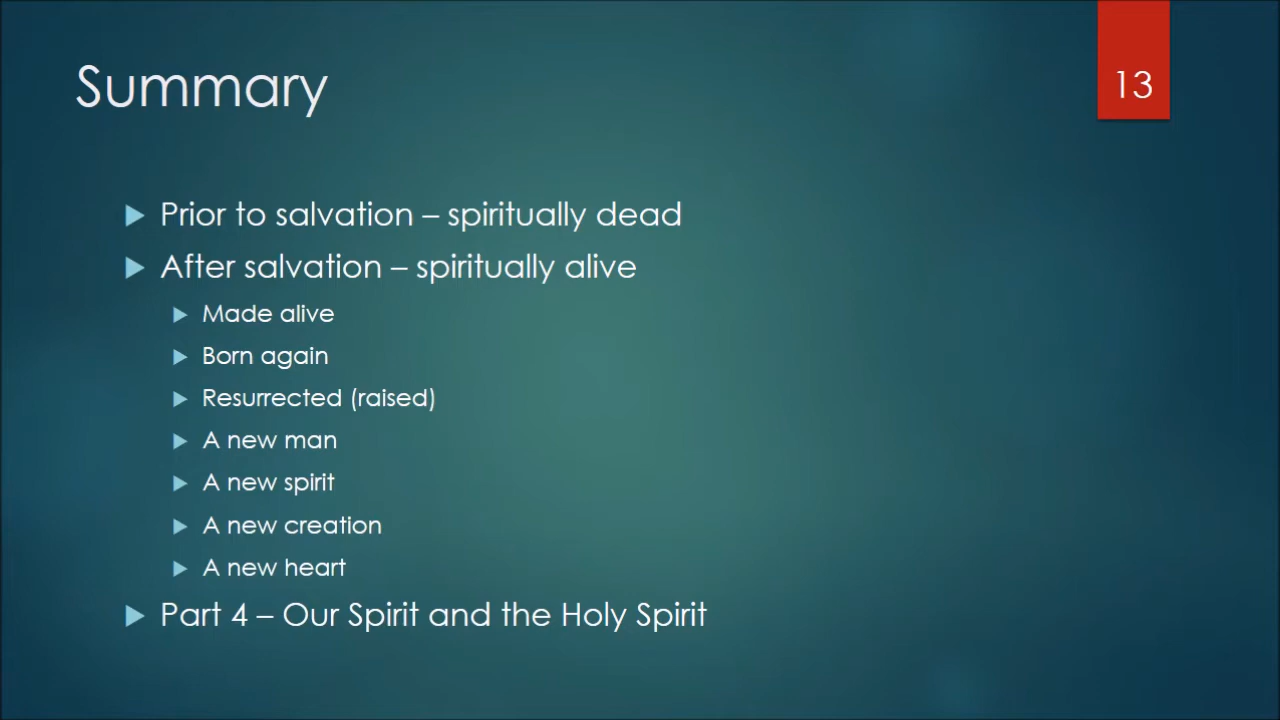 Summary
13
Prior to salvation – spiritually dead
After salvation – spiritually alive
Made alive
Born again
Resurrected (raised)
A new man
A new spirit
A new creation
A new heart
Part 4 – Our Spirit and the Holy Spirit